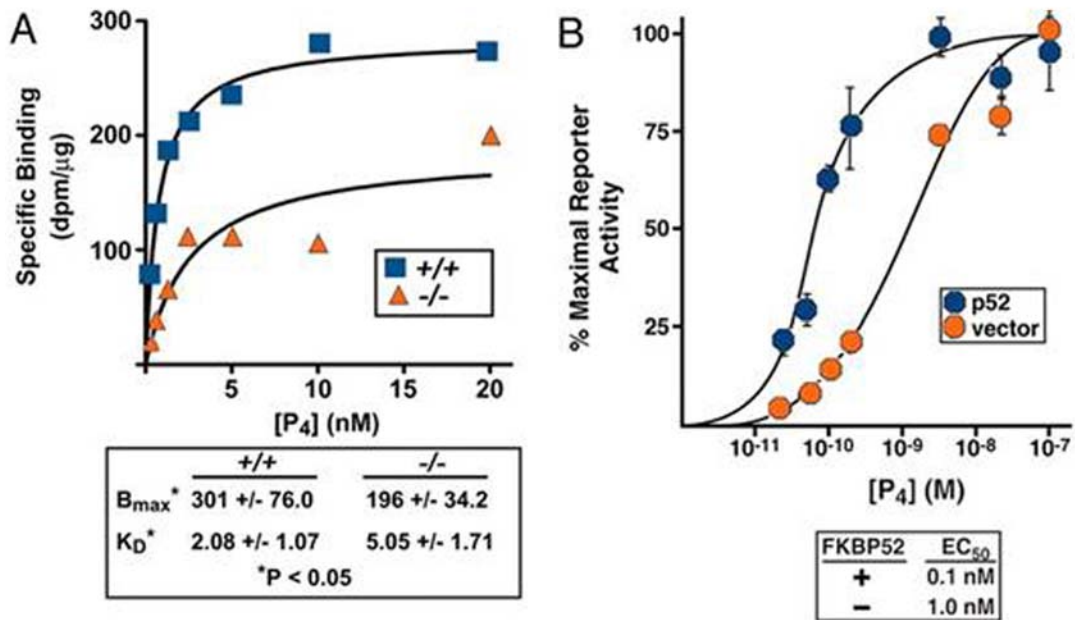 A
Specific Binding
(dpm/µg)
300
200
100
5
10
15
20
[P4] (nM)
+/+
-/-
+/+ -/-
Bmax* 301 +/- 76.0 196 +/- 34.2
KD* 2.08 +/- 1.07 5.05 +/- 1.71
*P < 0.05
B
% Maximal Reporter
Activity
100
75
50
25
10-11
10-10
10-9
10-8
10-7
[P4] (M)
p52
vector
FKBP52 EC50
+ 0.1 nM
- 1.0 nM